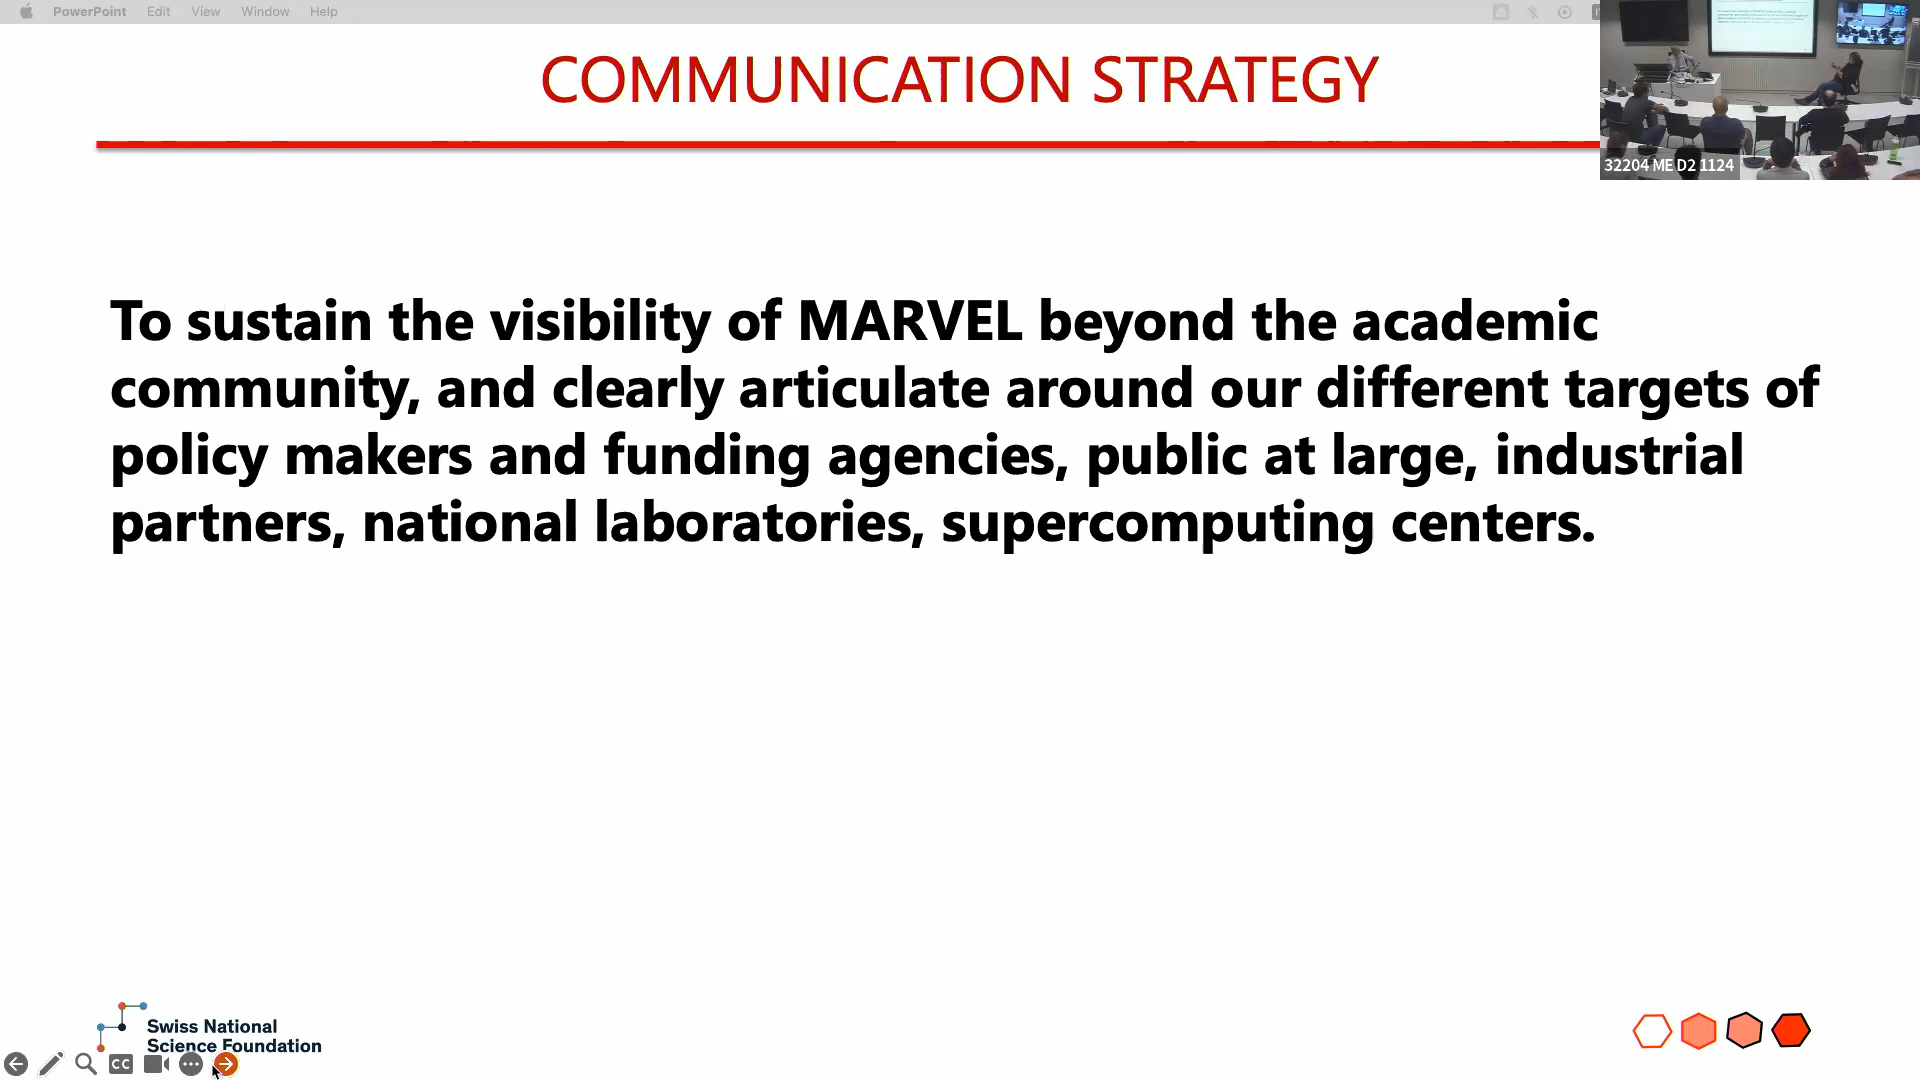 PowerPoint Edit View Window Help
COMMUNICATION STRATEGY
32204 ME D2 1124
To sustain the visibility of MARVEL beyond the academic
community, and clearly articulate around our different targets of
policy makers and funding agencies, public at large, industrial
partners, national laboratories, supercomputing centers.
Swiss National
Science Foundation
CC